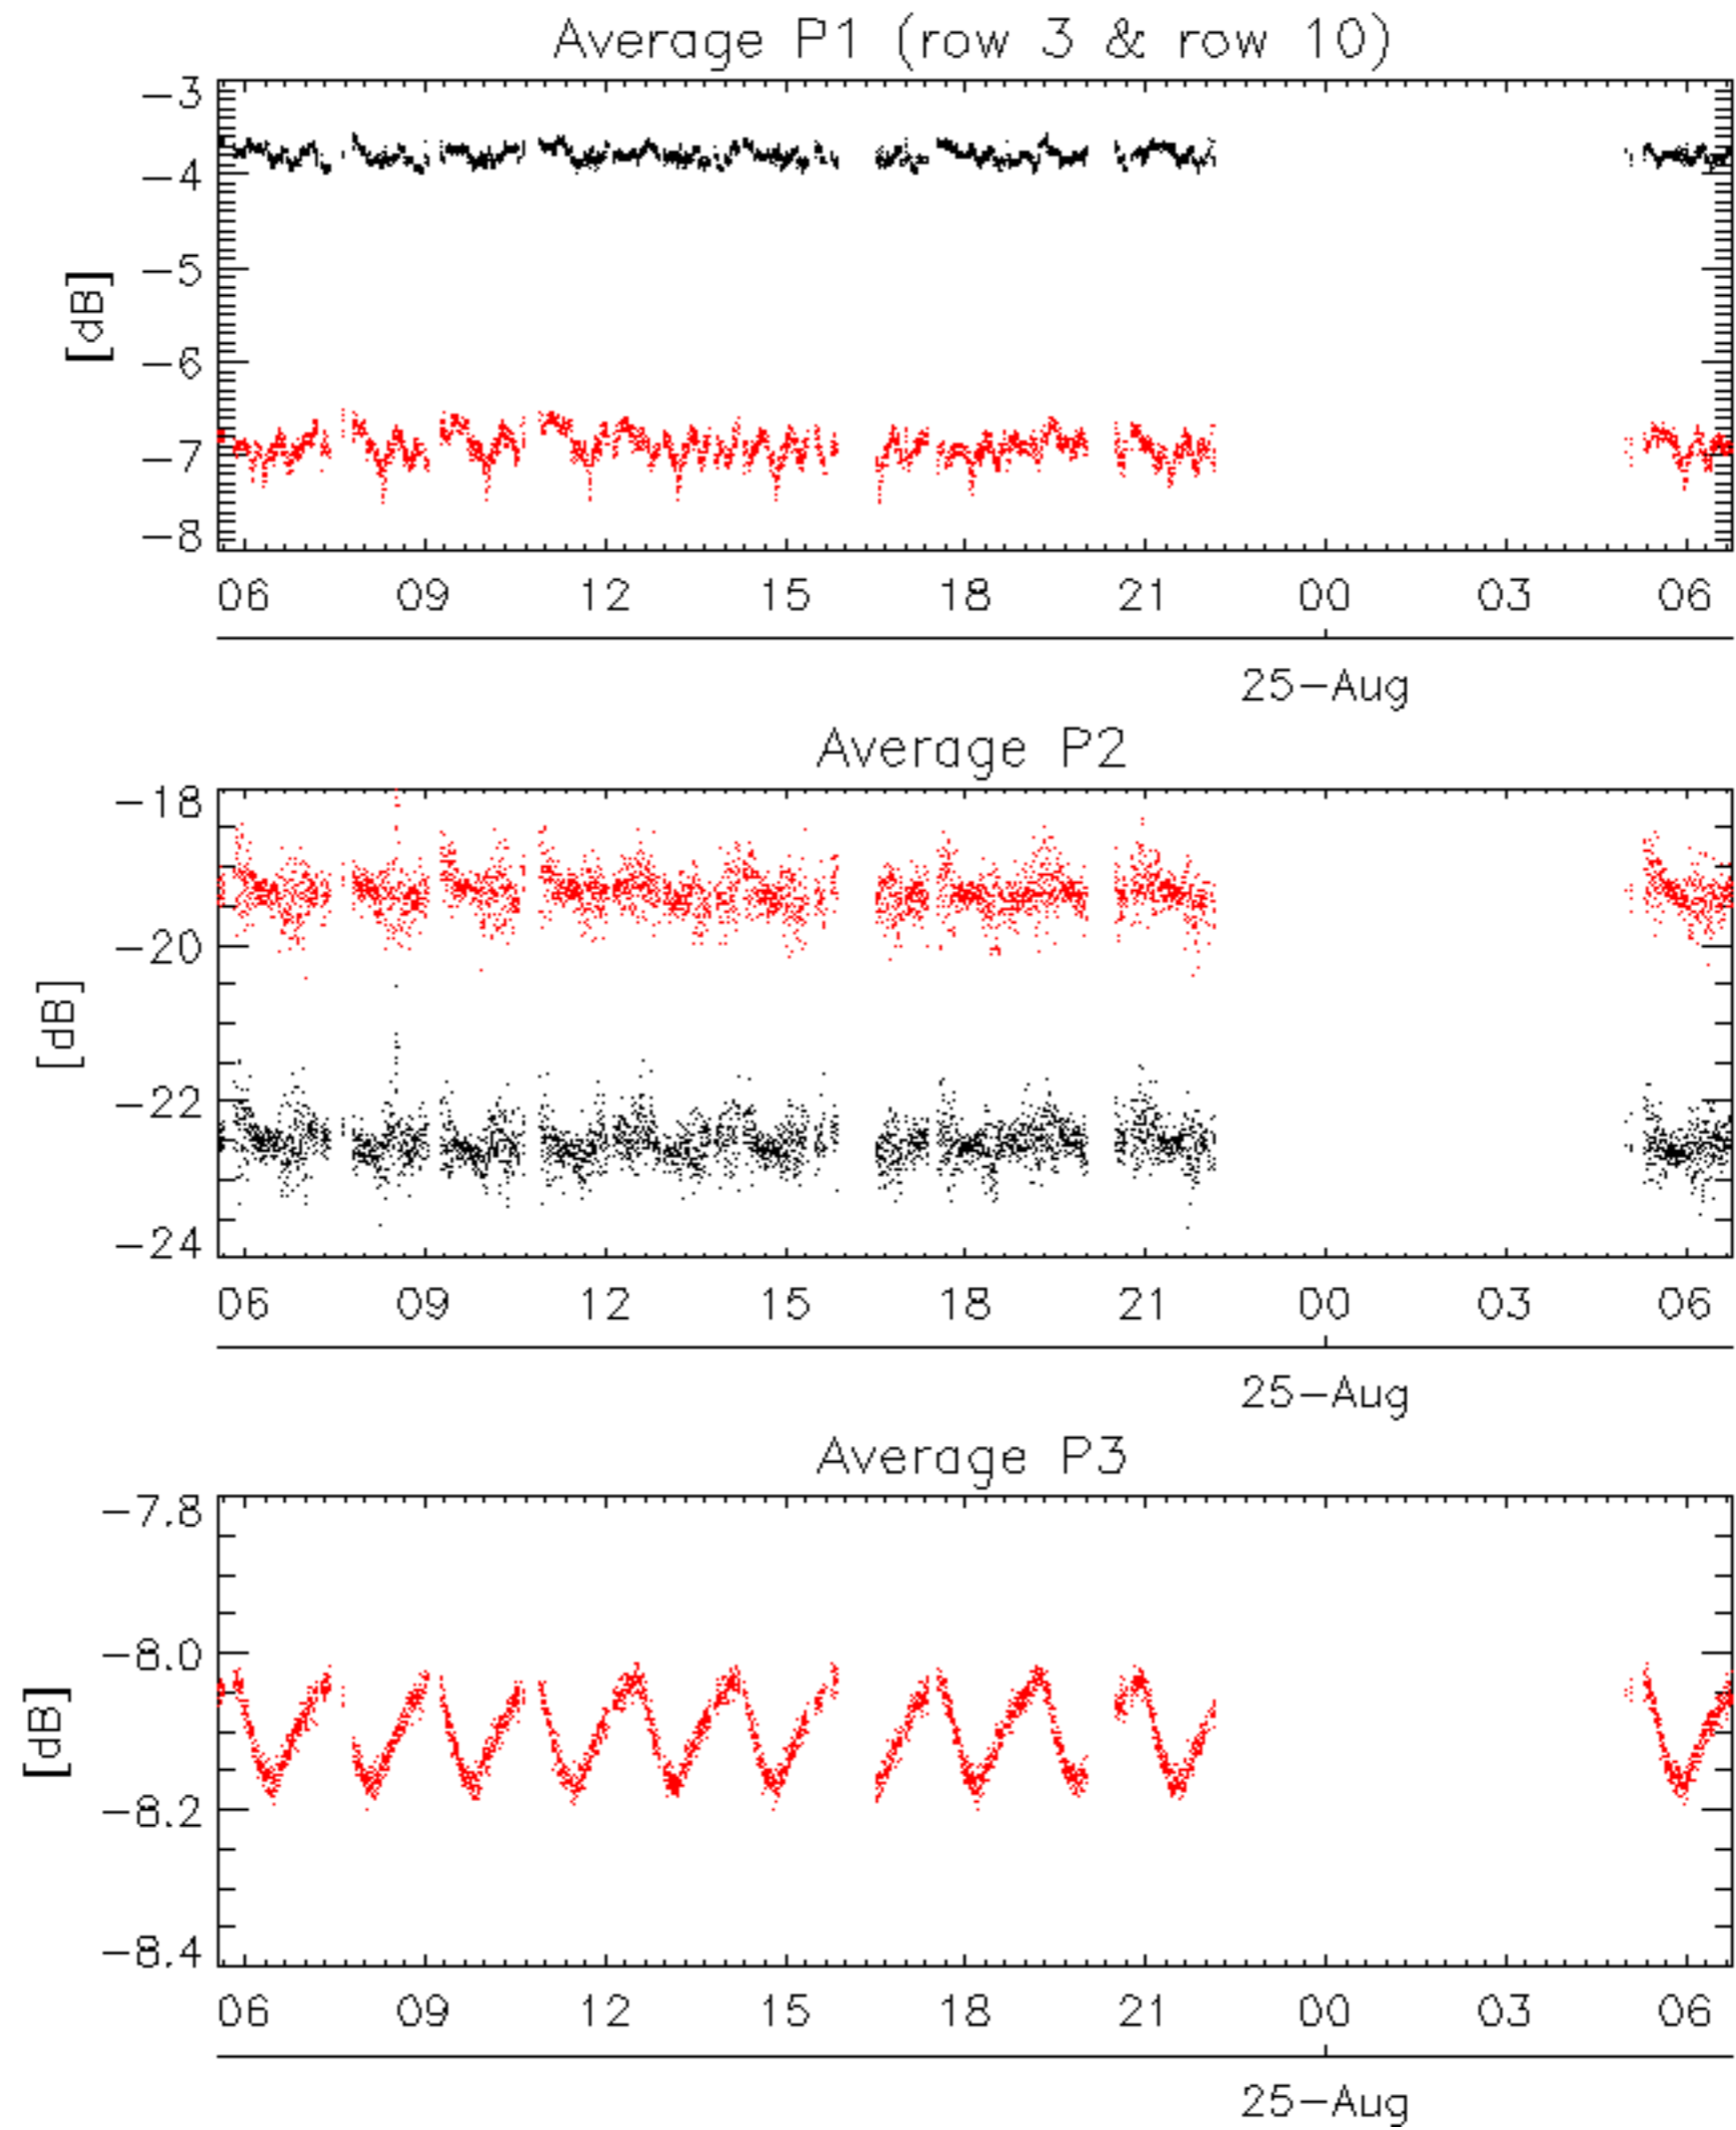 Average P1 (row 3 & row 10)
-3
-4
-5
-6
-7
-8
[dB]
06 09 12 15 18 21 00 03 06
25-Aug
Average P2
-18
-20
-22
-24
[dB]
06 09 12 15 18 21 00 03 06
25-Aug
Average P3
-7.8
-8.0
-8.2
-8.4
[dB]
06 09 12 15 18 21 00 03 06
25-Aug